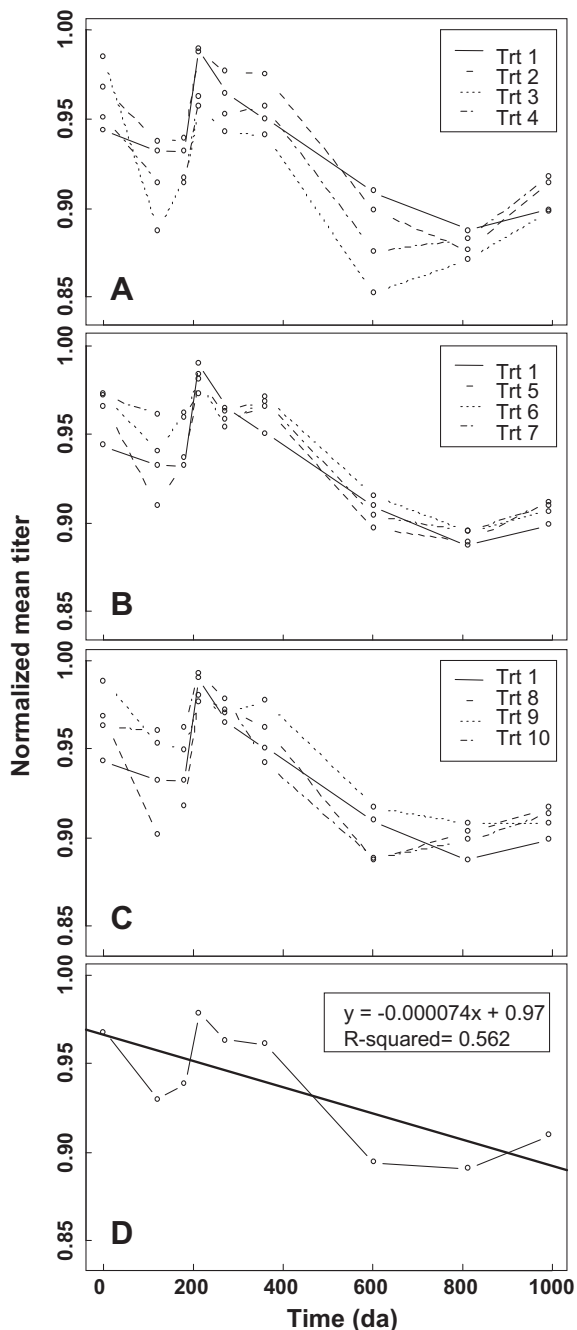 1.00
0.95
0.90
0.85
Trt 1
Trt 2
Trt 3
Trt 4
A
1.00
0.95
0.90
0.85
Trt 1
Trt 5
Trt 6
Trt 7
B
Normalized mean titer
1.00
0.95
0.90
0.85
Trt 1
Trt 8
Trt 9
Trt 10
C
1.00
0.95
0.90
0.85
y = -0.000074x + 0.97
R-squared= 0.562
D
0 200 400 600 800 1000
Time (da)